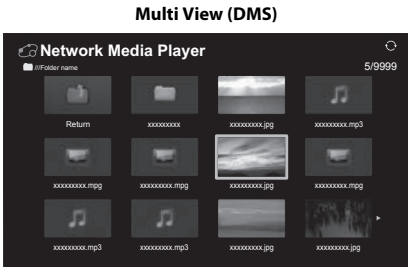 Multi View (DMS)
Network Media Player
///Folder name 5/9999
Return xxxxxxxxx xxxxxxxxx.jpg xxxxxxxxx.mp3
xxxxxxxxx.mpg xxxxxxxxx.mpg xxxxxxxxx.jpg xxxxxxxxx.mpg
xxxxxxxxx.mp3 xxxxxxxxx.mp3 xxxxxxxxx.jpg xxxxxxxxx.jpg